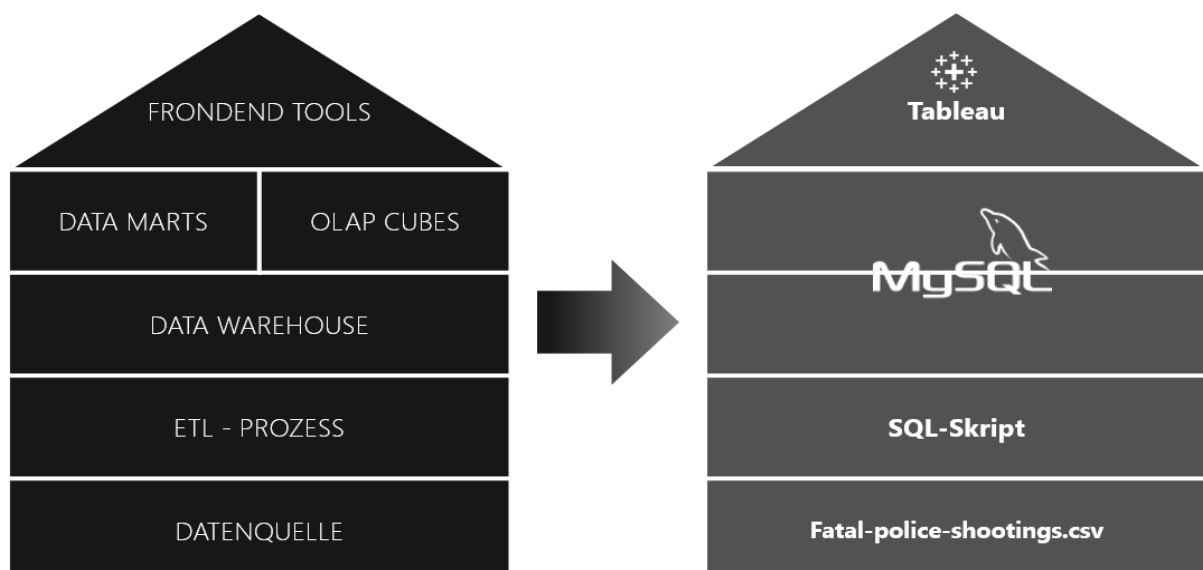 FRONDEND TOOLS
DATA MARTS
OLAP CUBES
DATA WAREHOUSE
ETL - PROZESS
DATENQUELLE
Tableau
MySQL
SQL-Skript
Fatal-police-shootings.csv